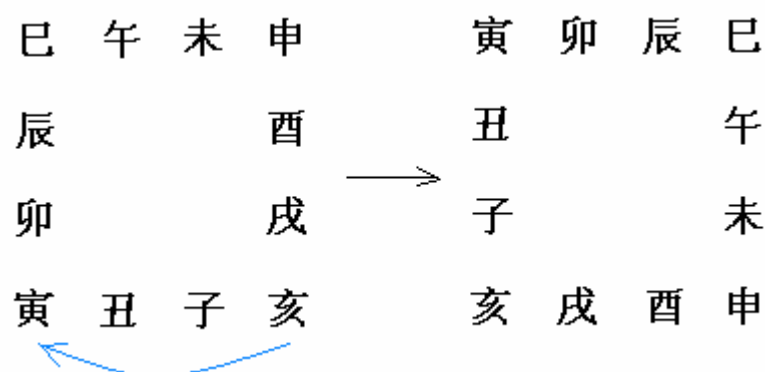 巳 午 未 申 寅 卯 辰 巳
辰 酉 丑 午
卯 戌 子 未
寅 丑 子 亥 亥 戌 酉 申